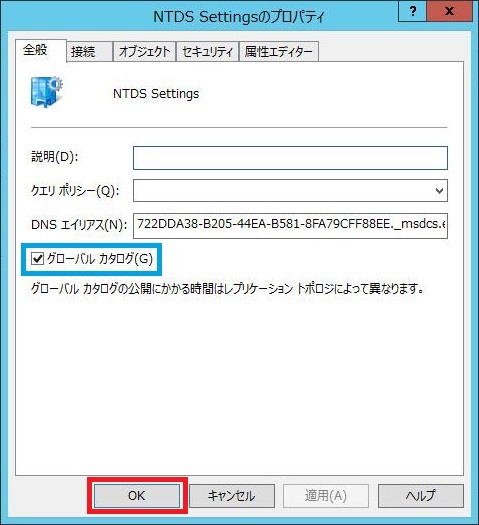 NTDS Settingsのプロパティ
? x
全般 接続 オブジェクト セキュリティ 属性エディター
NTDS Settings
説明(D):
クエリ ポリシー(Q):
DNS エイリアス(N): 722DDA38-B205-44EA-B581-8FA79CFF88EE._msdcs.e
グローバル カタログ(G)
グローバル カタログの公開にかかる時間はレプリケーション トポロジによって異なります。
OK キャンセル 適用(A) ヘルプ